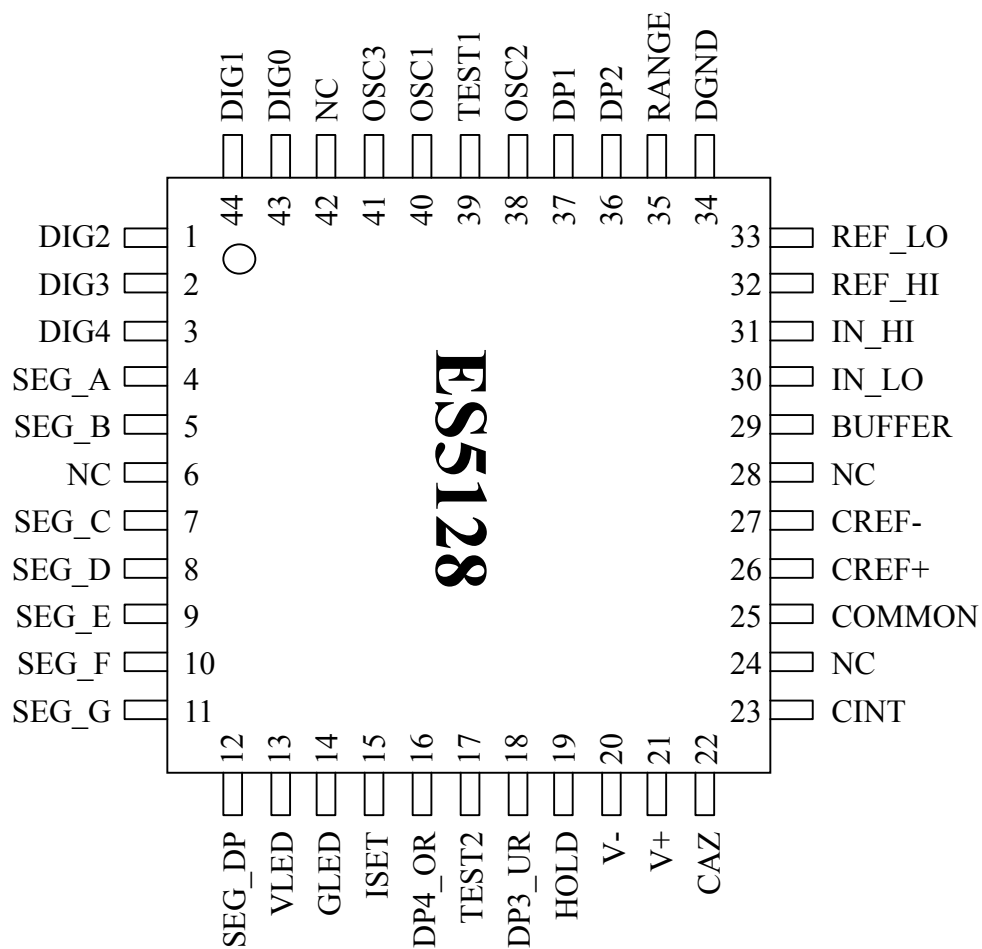 DIG1 DIG0 NC OSC3 OSC1 TEST1 OSC2 DP1 DP2 RANGE DGND
44 43 42 41 40 39 38 37 36 35 34
DIG2 1 33 REF_LO
DIG3 2 32 REF_HI
DIG4 3 31 IN_HI
SEG_A 4 30 IN_LO
SEG_B 5 29 BUFFER
NC 6 28 NC
SEG_C 7 27 CREF-
SEG_D 8 26 CREF+
SEG_E 9 25 COMMON
SEG_F 10 24 NC
SEG_G 11 23 CINT
ES5128
12 13 14 15 16 17 18 19 20 21 22
SEG_DP VLED GLED ISET DP4_OR TEST2 DP3_UR HOLD V- V+ CAZ